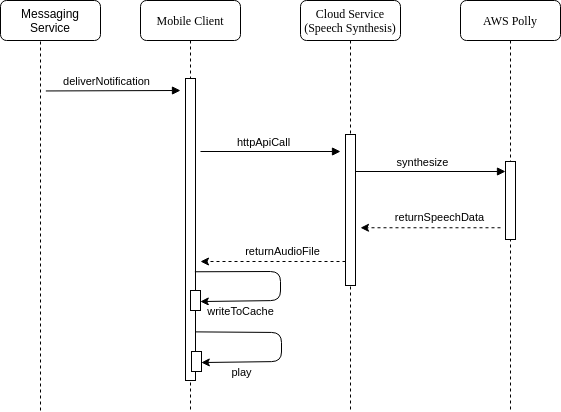 Messaging
Service
Mobile Client
Cloud Service
(Speech Synthesis)
AWS Polly
deliverNotification
httpApiCall
synthesize
returnSpeechData
returnAudioFile
writeToCache
play